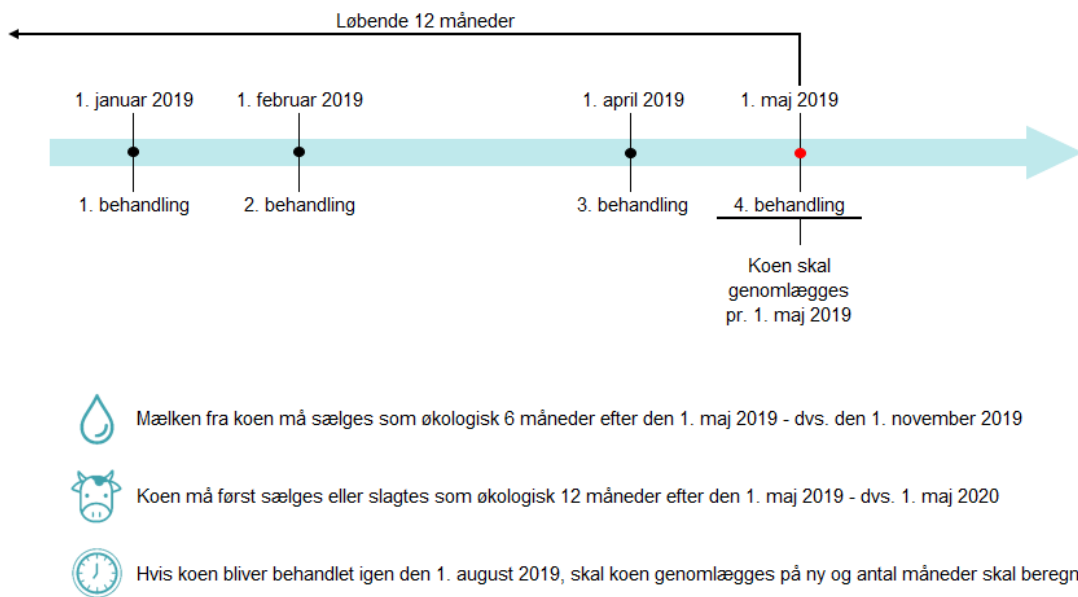 Løbende 12 måneder
1. januar 2019
1. februar 2019
1. april 2019
1. maj 2019
1. behandling
2. behandling
3. behandling
4. behandling
Koen skal
genomlægges
pr. 1. maj 2019
Mælken fra koen må sælges som økologisk 6 måneder efter den 1. maj 2019 - dvs. den 1. november 2019
Koen må først sælges eller slagtes som økologisk 12 måneder efter den 1. maj 2019 - dvs. 1. maj 2020
Hvis koen bliver behandlet igen den 1. august 2019, skal koen genomlægges på ny og antal måneder skal beregn